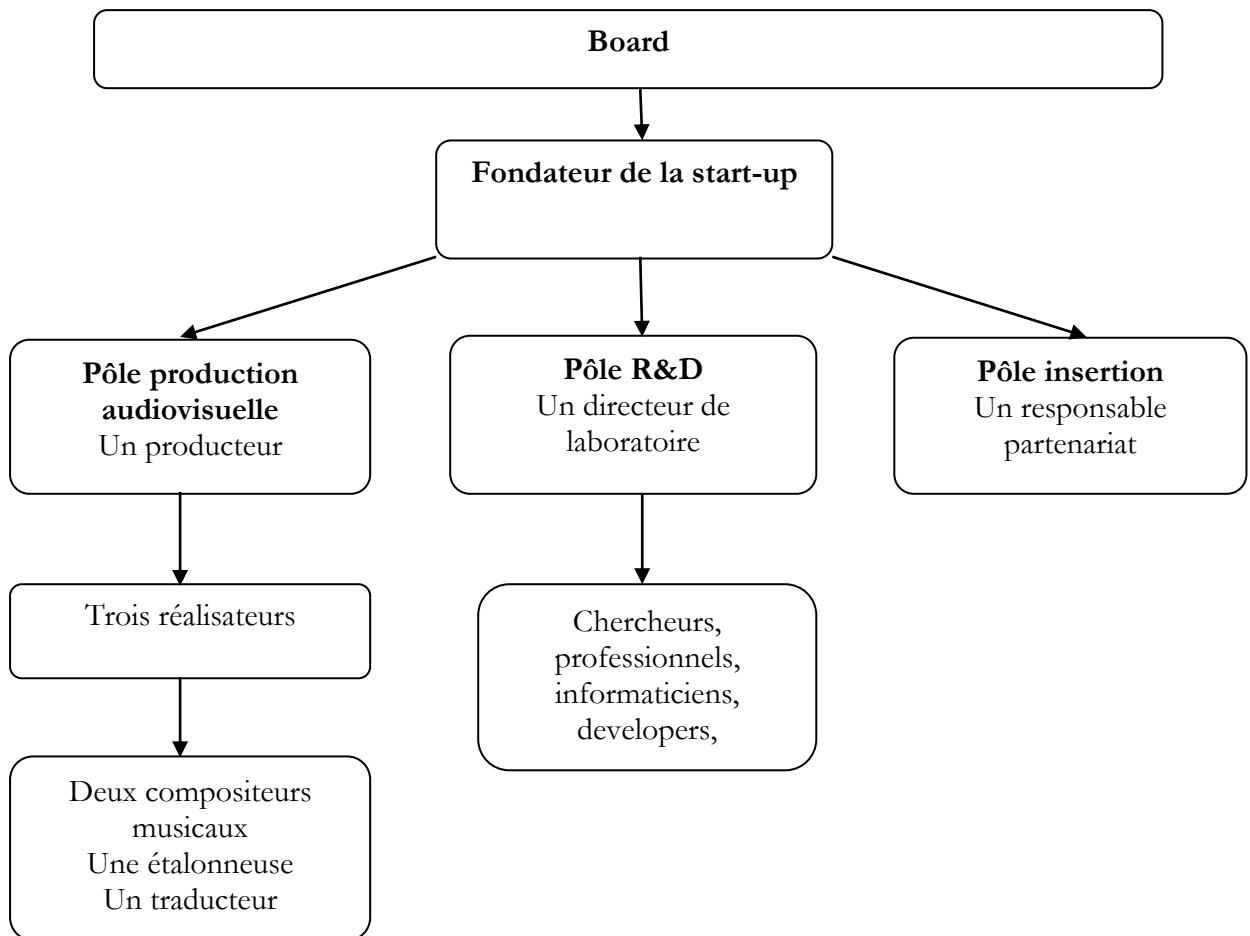 Board
Fondateur de la start-up
Pôle production
audiovisuelle
Un producteur
Pôle R&D
Un directeur de
laboratoire
Pôle insertion
Un responsable
partenariat
Trois réalisateurs
Chercheurs,
professionnels,
informaticiens,
developers,
Deux compositeurs
musicaux
Une étalonneuse
Un traducteur